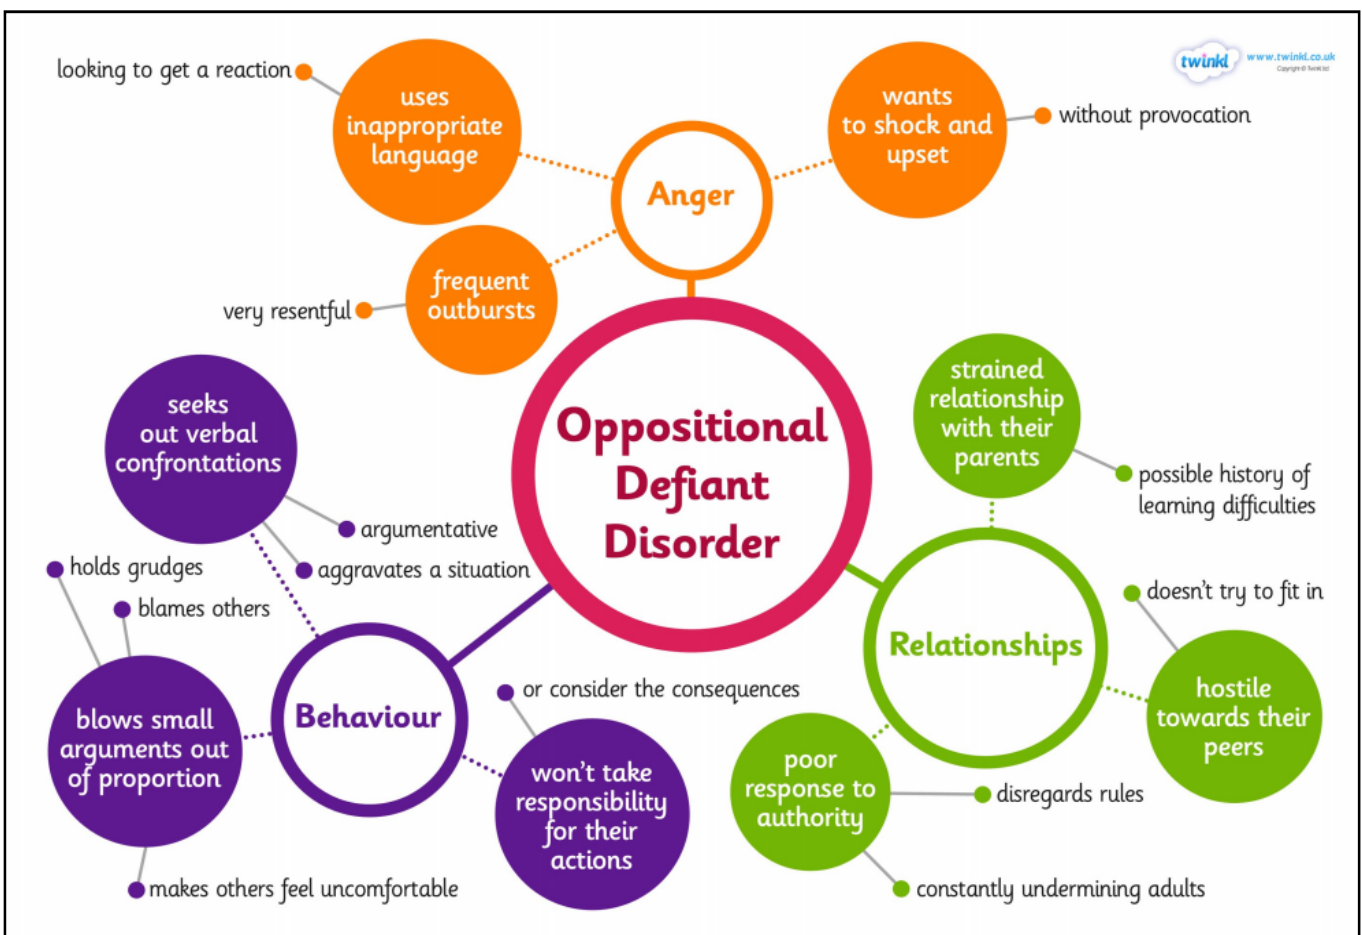 twinkl
www.twinkl.co.uk
Copyright © Twinkl ltd
looking to get a reaction
uses
inappropriate
language
wants
to shock and
upset
without provocation
Anger
frequent
outbursts
very resentful
Oppositional
Defiant
Disorder
seeks
out verbal
confrontations
argumentative
aggravates a situation
holds grudges
blames others
blows small
arguments out
of proportion
makes others feel uncomfortable
Behaviour
or consider the consequences
won't take
responsibility
for their
actions
strained
relationship
with their
parents
possible history of
learning difficulties
Relationships
doesn't try to fit in
hostile
towards their
peers
poor
response to
authority
disregards rules
constantly undermining adults